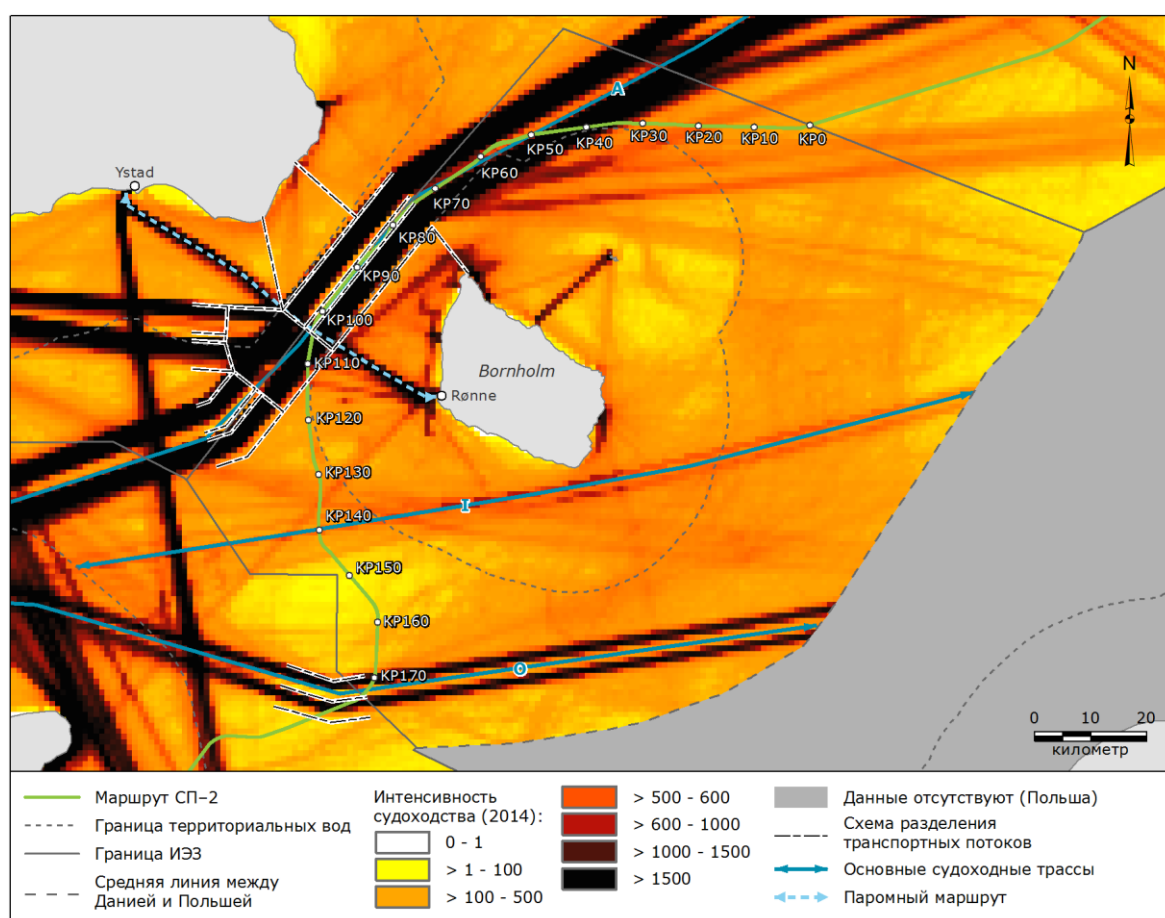 N
A
KP30
KP20
KP10
KP0
KP40
KP50
KP60
Ystad
KP70
KP80
KP90
KP100
KP110
Bornholm
Rønne
KP120
KP130
I
KP140
KP150
KP160
O
KP170
0 10 20
километр
Маршрут СП-2
Граница территориальных вод
Граница ИЭЗ
Средняя линия между
Данией и Польшей
Интенсивность
судоходства (2014):
0 - 1
> 1 - 100
> 100 - 500
> 500 - 600
> 600 - 1000
> 1000 - 1500
> 1500
Данные отсутствуют (Польша)
Схема разделения
транспортных потоков
Основные судоходные трассы
Паромный маршрут